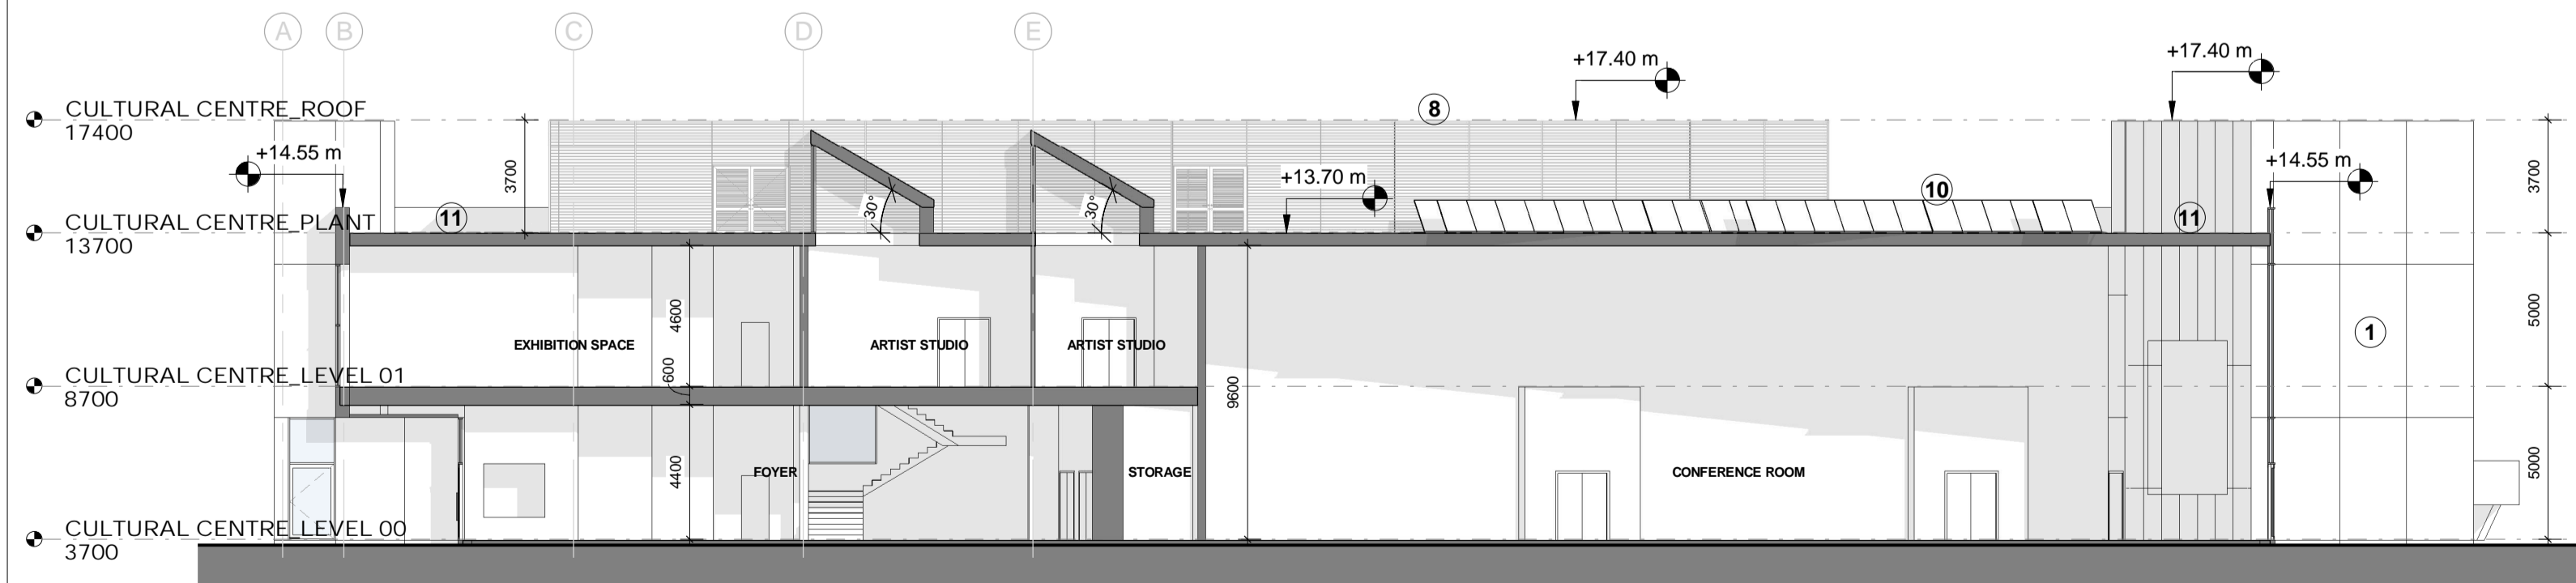 A B C D E
+17.40 m
+17.40 m
8
CULTURAL CENTRE_ROOF
17400
+14.55 m
3700
+13.70 m
10
+14.55 m
3700
11
30°
30°
11
CULTURAL CENTRE_PLANT
13700
4600
5000
1
EXHIBITION SPACE
ARTIST STUDIO
ARTIST STUDIO
600
9600
CULTURAL CENTRE_LEVEL 01
8700
4400
5000
FOYER
STORAGE
CONFERENCE ROOM
CULTURAL CENTRE_LEVEL 00
3700